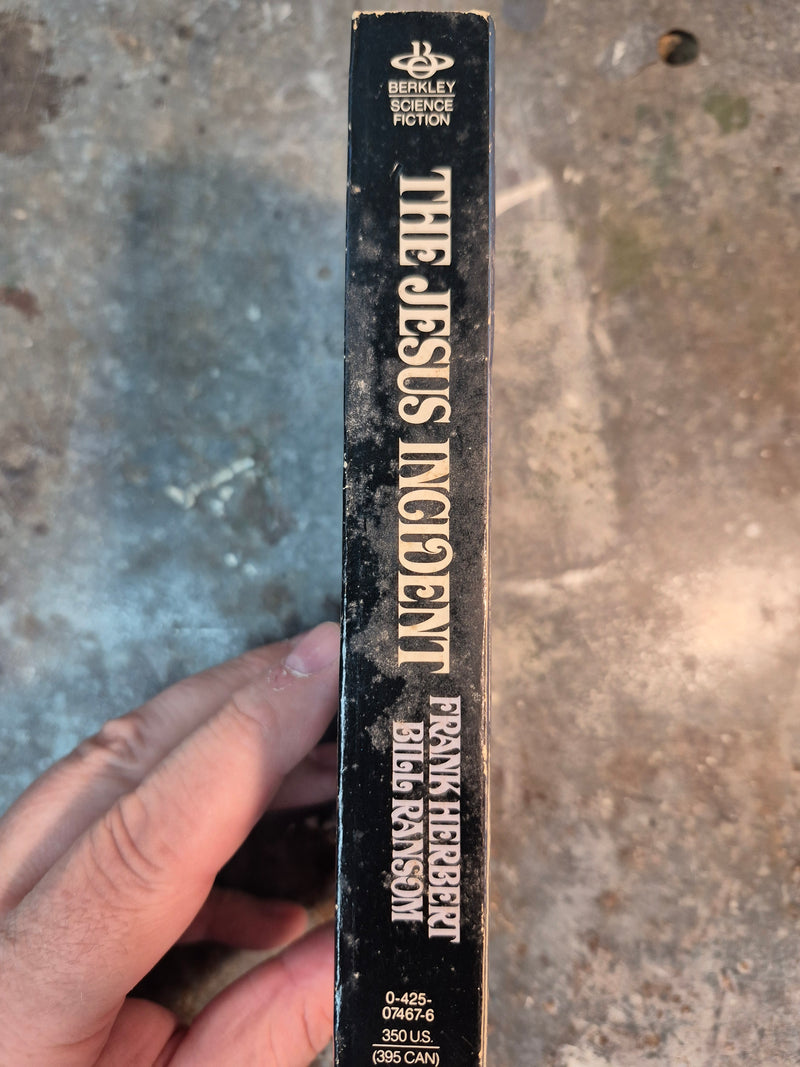 BERKLEY
SCIENCE
FICTION
THE JESUS INCIDENT
FRANK HERBERT
BILL RANSOM
0-425-
07467-6
350 U.S.
(395 CAN)